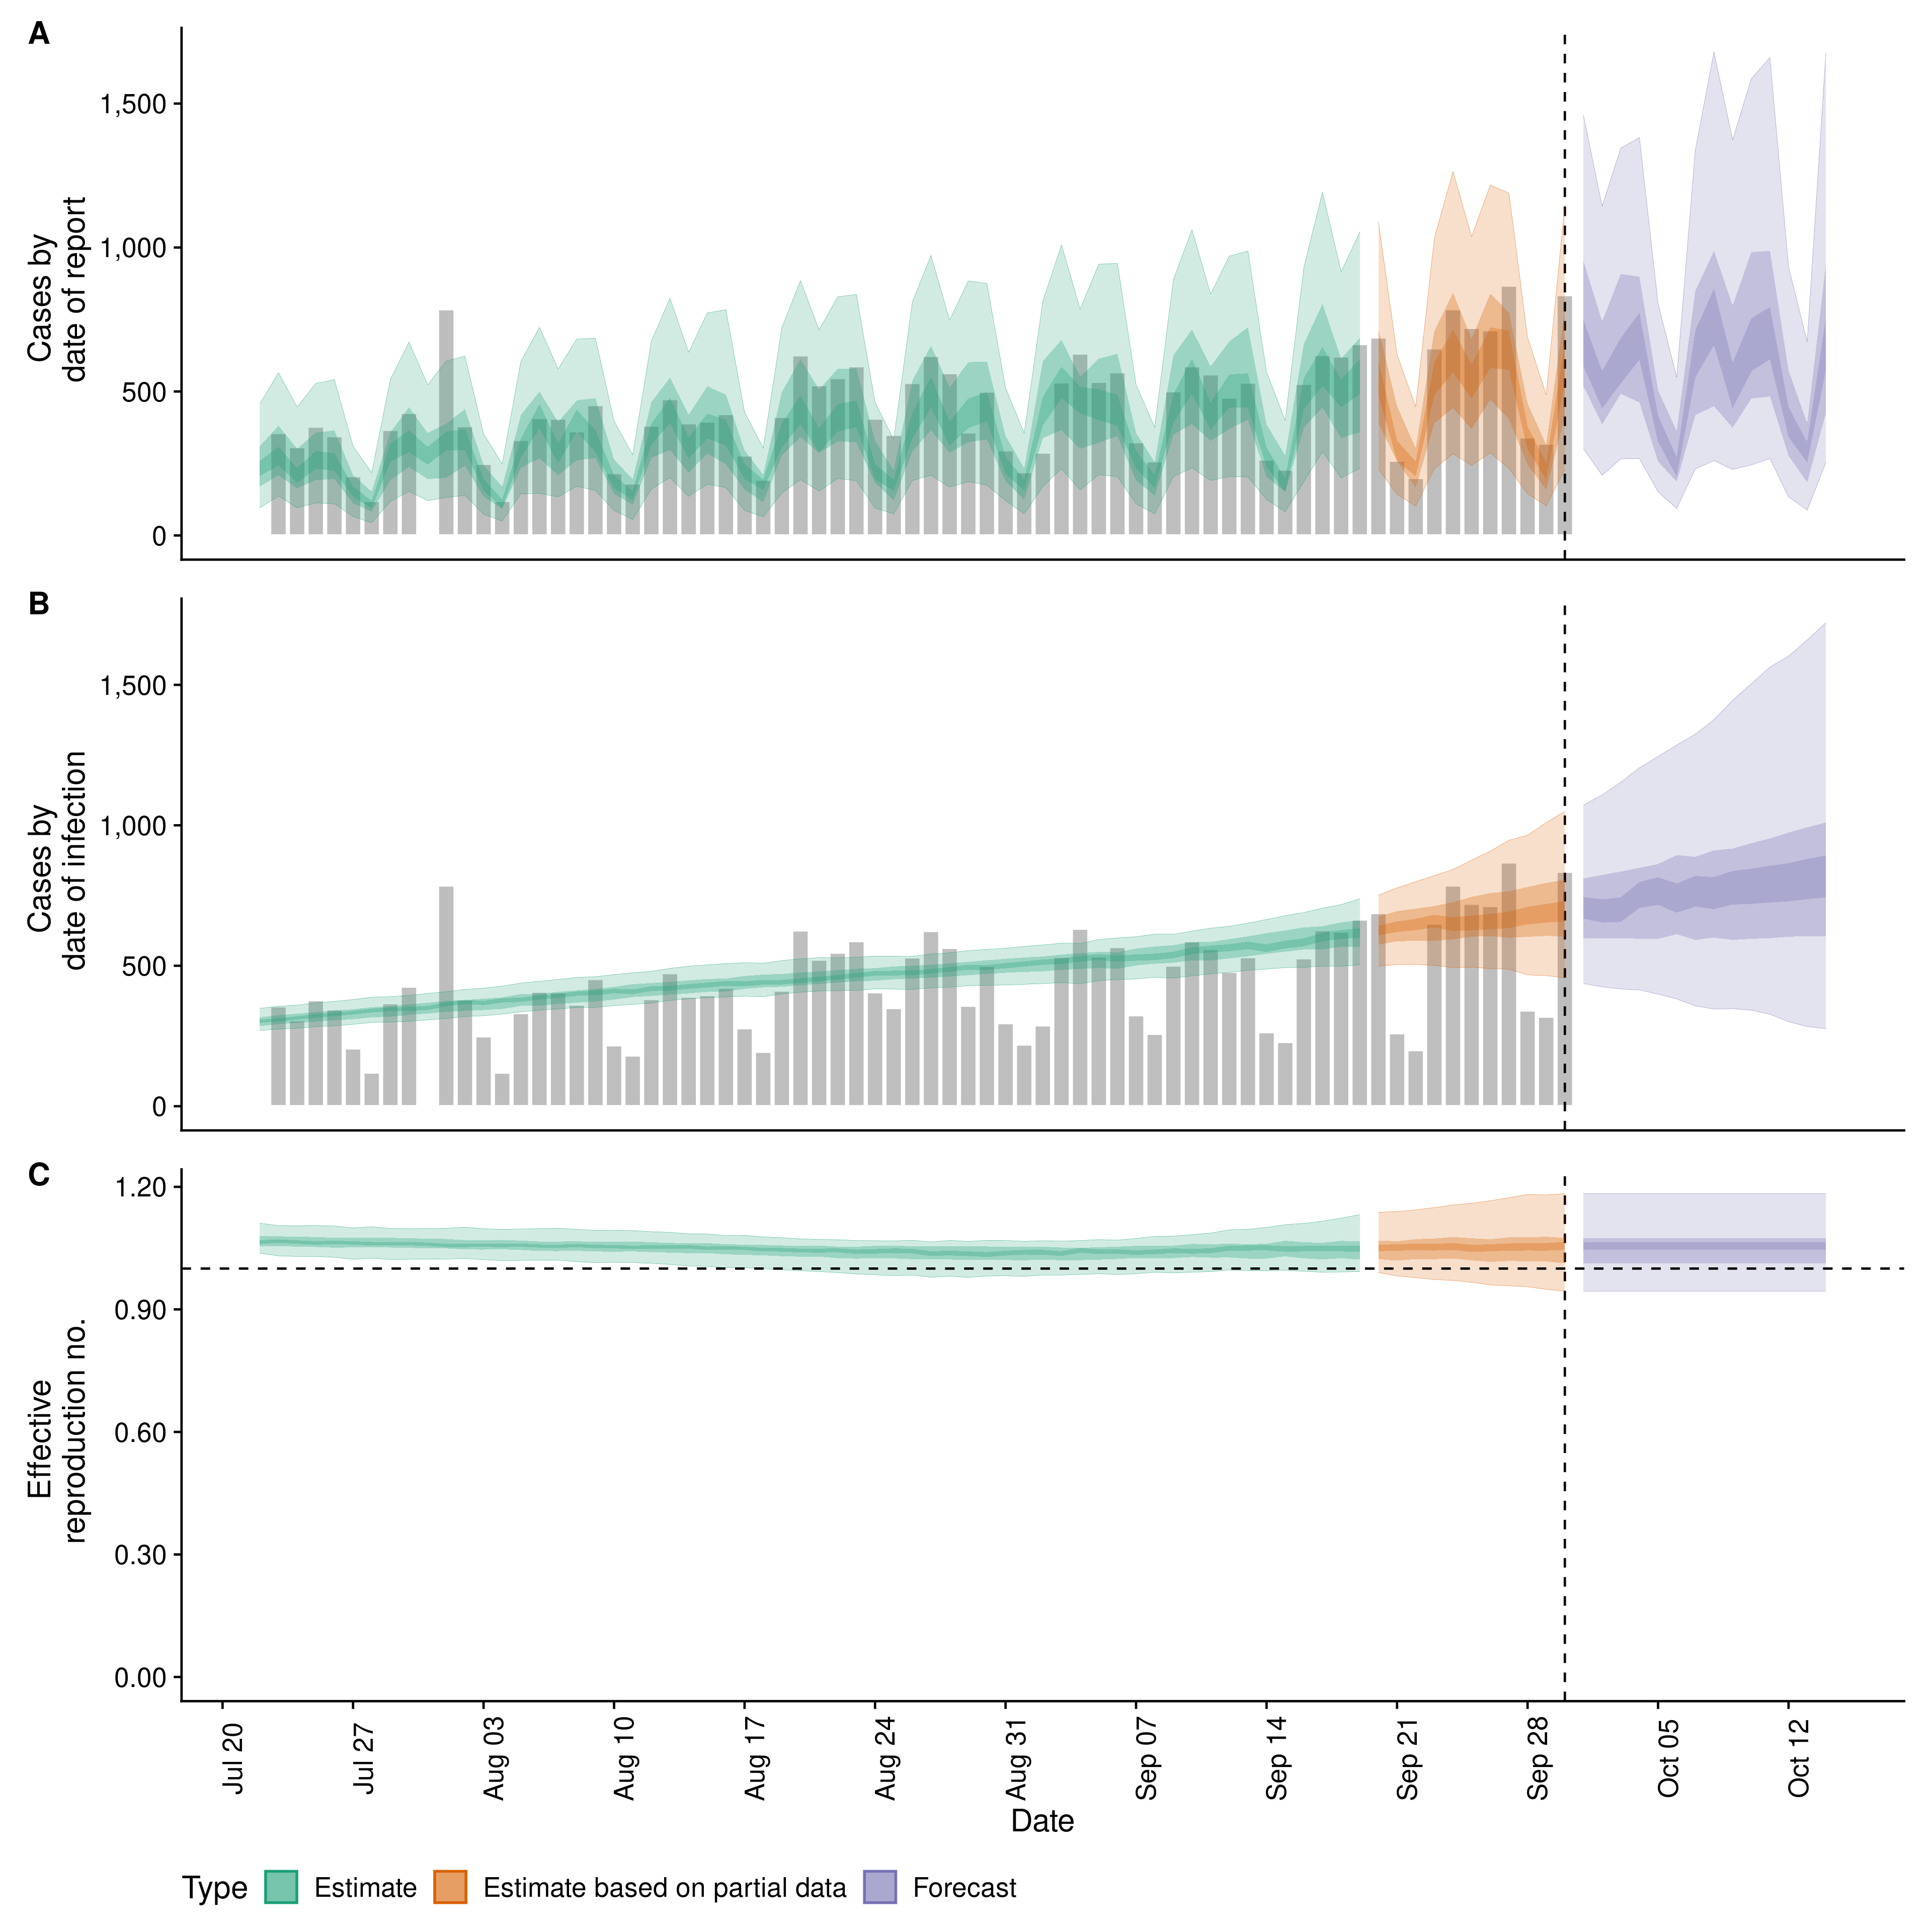 A
Cases by
date of report
1,500
1,000
500
0
B
Cases by
date of infection
1,500
1,000
500
0
C
Effective
reproduction no.
1.20
0.90
0.60
0.30
0.00
Jul 20
Jul 27
Aug 03
Aug 10
Aug 17
Aug 24
Aug 31
Sep 07
Sep 14
Sep 21
Sep 28
Oct 05
Oct 12
Date
Type Estimate Estimate based on partial data Forecast